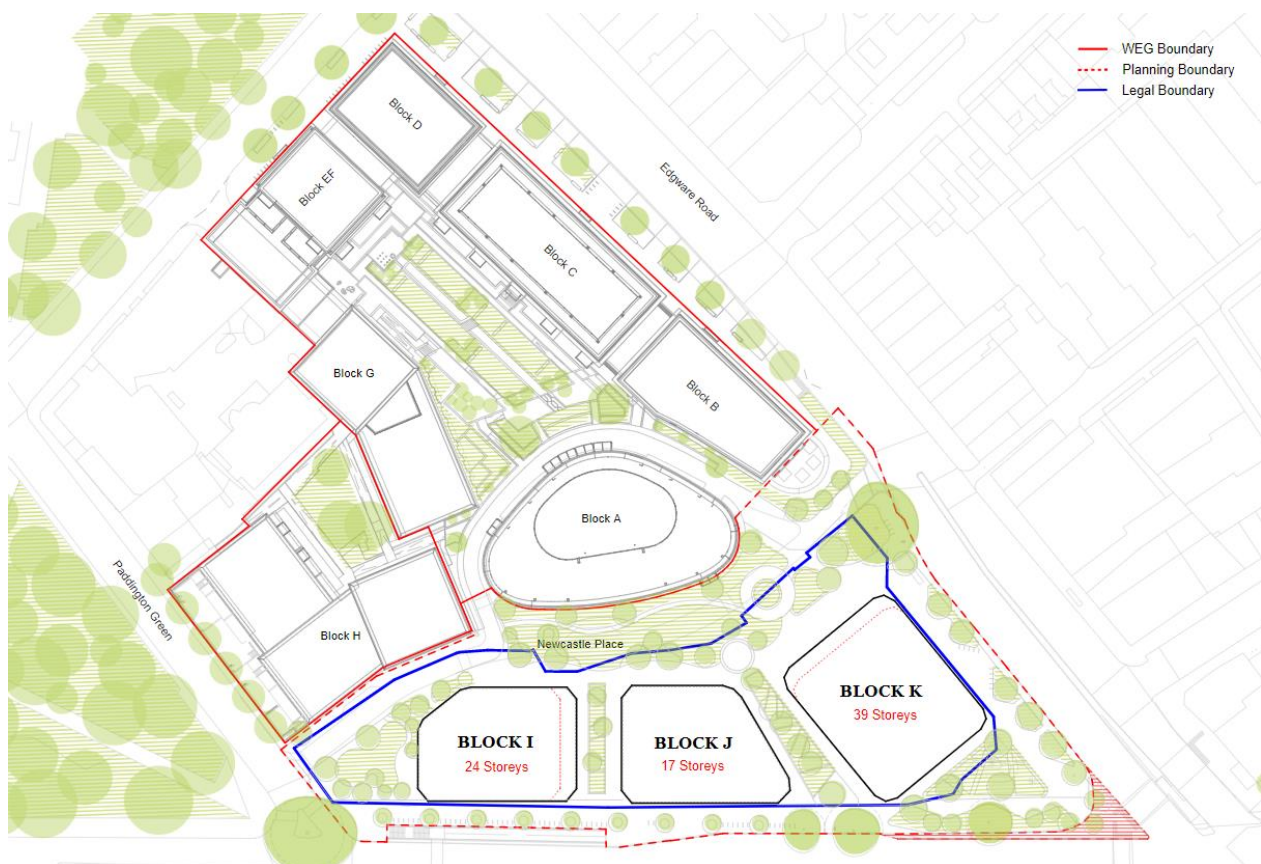 WEG Boundary
Planning Boundary
Legal Boundary
Block D
Edgware Road
Block EF
Block C
Block G
Block B
Block A
Paddington Green
Block H
Newcastle Place
BLOCK K
39 Storeys
BLOCK I
24 Storeys
BLOCK J
17 Storeys